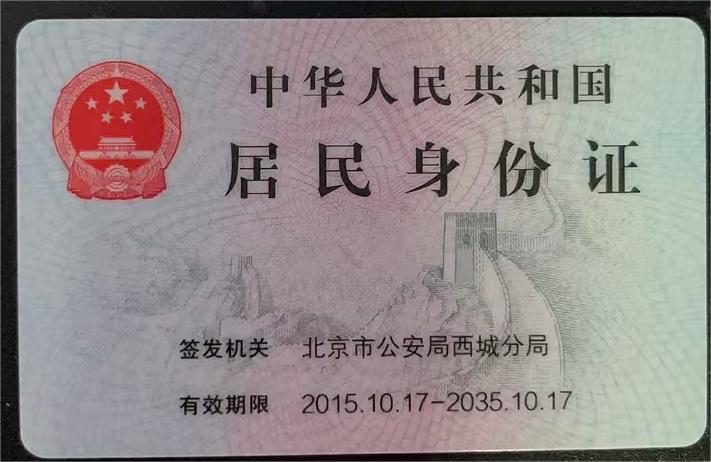 中华人民共和国
居民身份证
签发机关 北京市公安局西城分局
有效期限 2015.10.17-2035.10.17